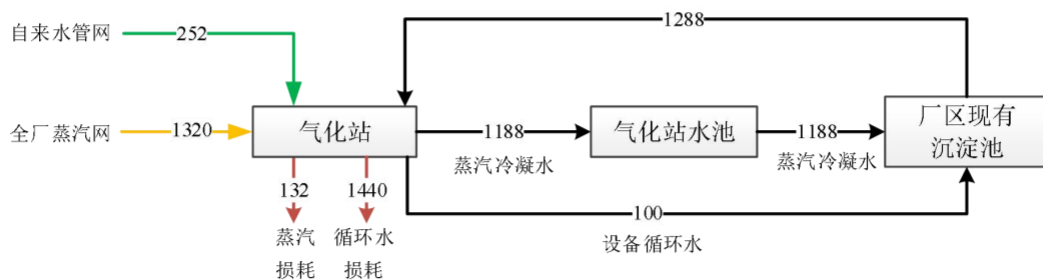 1288
自来水管网
252
全厂蒸汽网
1320
气化站
1188
气化站水池
1188
厂区现有
沉淀池
蒸汽冷凝水
蒸汽冷凝水
132
1440
100
蒸汽
损耗
循环水
损耗
设备循环水